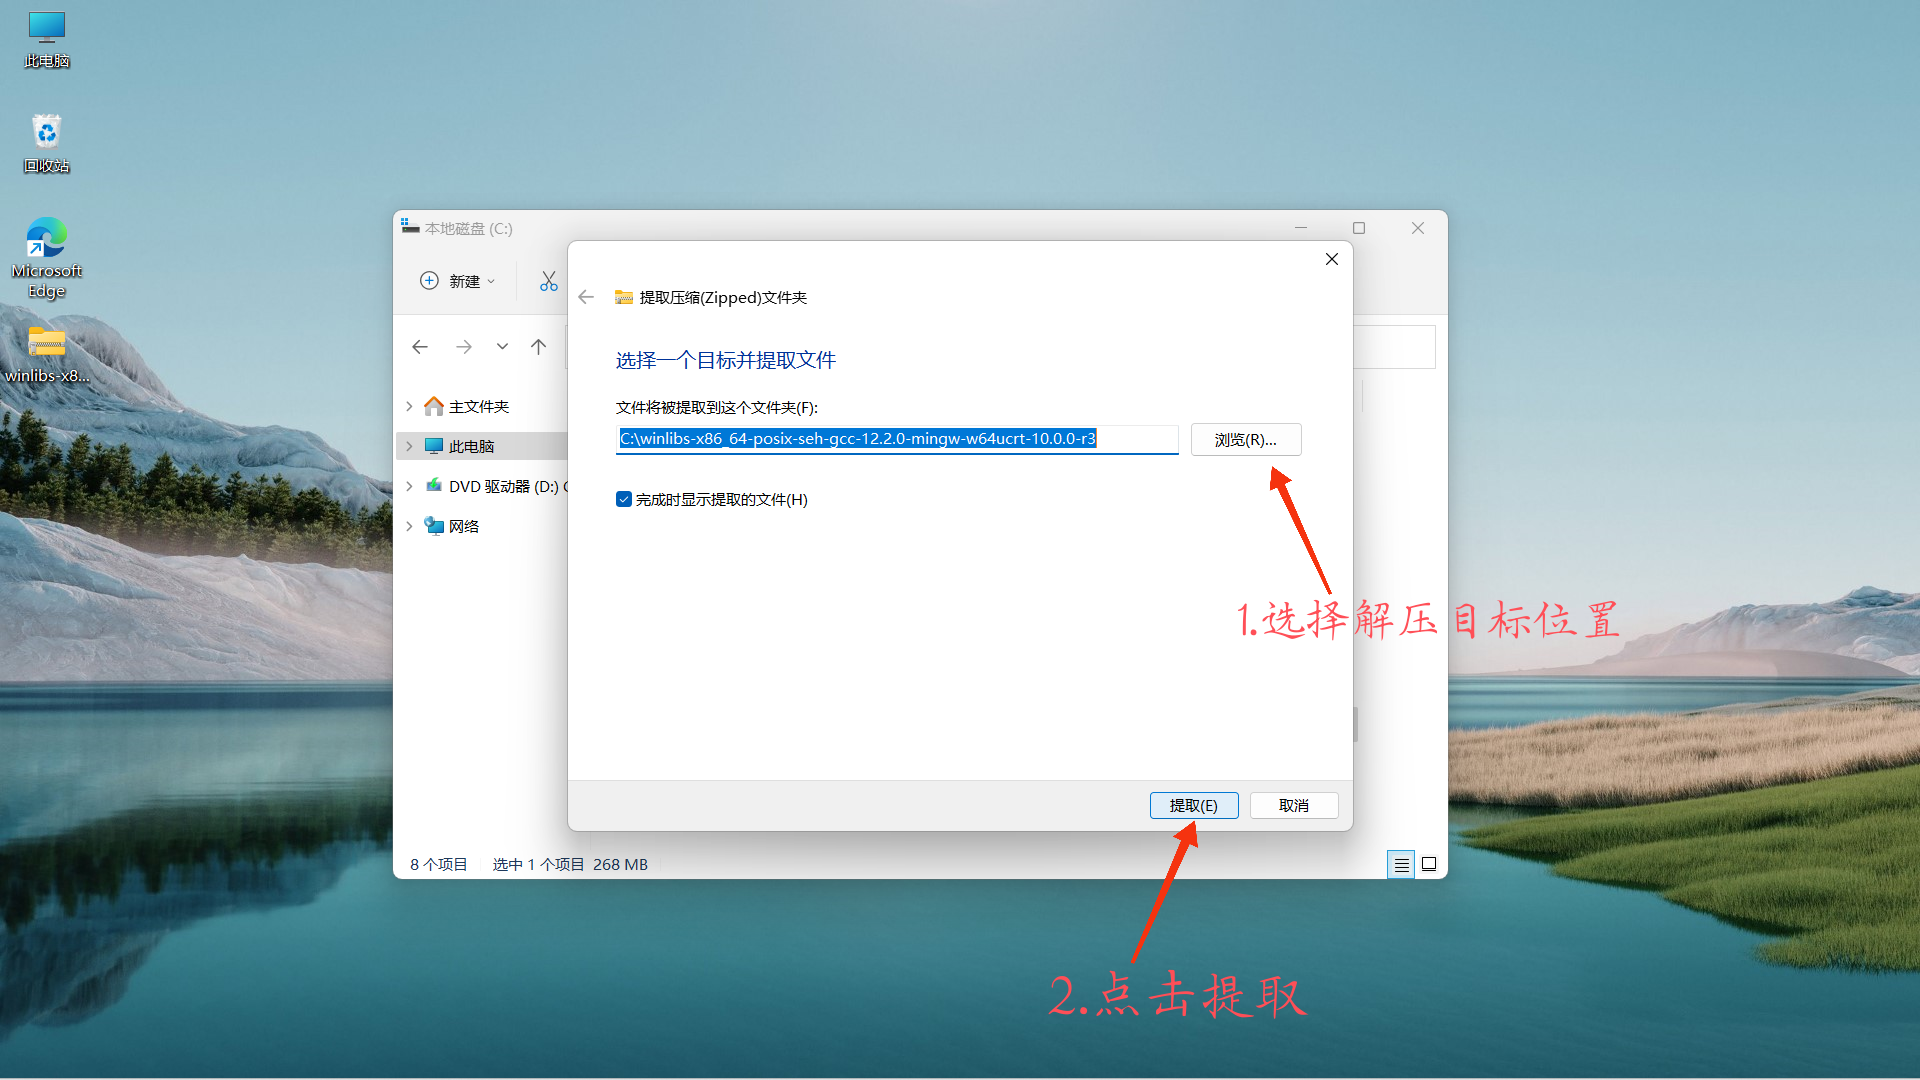 此电脑
回收站
Microsoft
Edge
winlibs-x8...
本地磁盘 (C:)
新建
主文件夹
此电脑
DVD 驱动器 (D:)
网络
提取压缩(Zipped)文件夹
选择一个目标并提取文件
文件将被提取到这个文件夹(F):
C:\winlibs-x86_64-posix-seh-gcc-12.2.0-mingw-w64ucrt-10.0.0-r3
浏览(R)...
完成时显示提取的文件(H)
1.选择解压目标位置
提取(E)
取消
8 个项目
选中 1 个项目 268 MB
2.点击提取